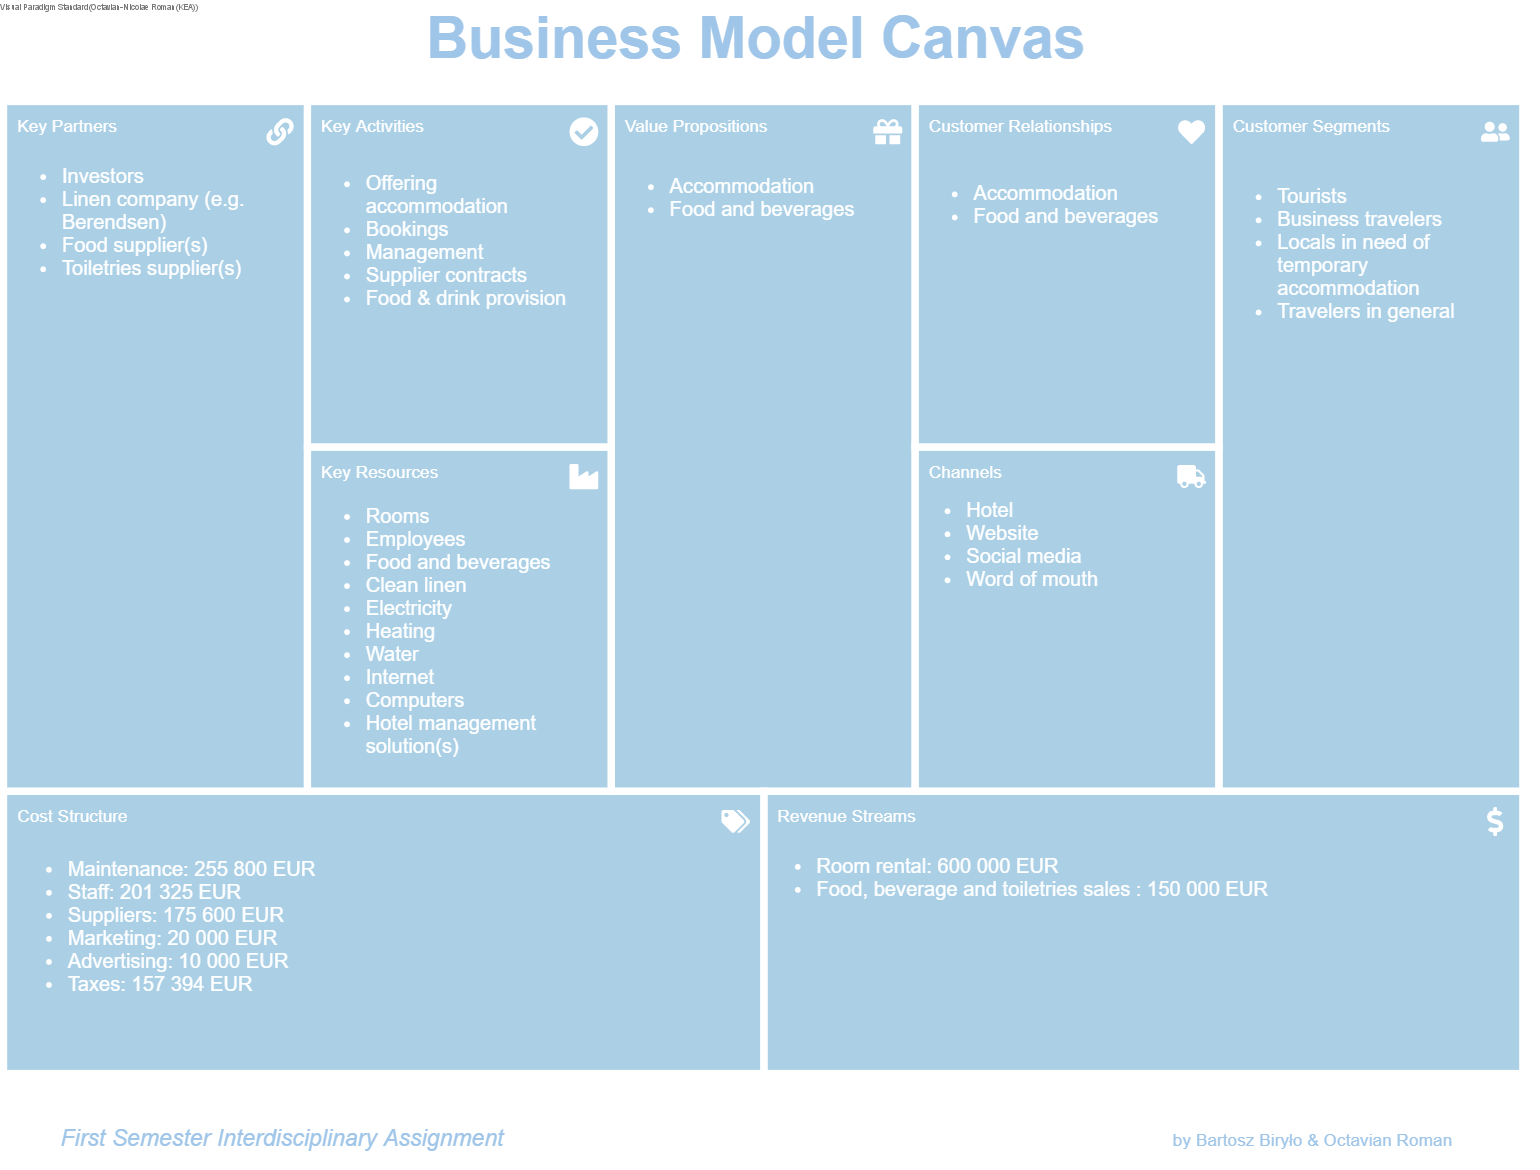 Visual Paradigm Standard(Octavian-Nicolae Roman(KEA))
Business Model Canvas
Key Partners
Investors
Linen company (e.g.
Berendsen)
Food supplier(s)
Toiletries supplier(s)
Key Activities
Offering
accommodation
Bookings
Management
Supplier contracts
Food & drink provision
Key Resources
Rooms
Employees
Food and beverages
Clean linen
Electricity
Heating
Water
Internet
Computers
Hotel management
solution(s)
Value Propositions
Accommodation
Food and beverages
Customer Relationships
Accommodation
Food and beverages
Channels
Hotel
Website
Social media
Word of mouth
Customer Segments
Tourists
Business travelers
Locals in need of
temporary
accommodation
Travelers in general
Cost Structure
Maintenance: 255 800 EUR
Staff: 201 325 EUR
Suppliers: 175 600 EUR
Marketing: 20 000 EUR
Advertising: 10 000 EUR
Taxes: 157 394 EUR
Revenue Streams
Room rental: 600 000 EUR
Food, beverage and toiletries sales : 150 000 EUR
First Semester Interdisciplinary Assignment
by Bartosz Biryło & Octavian Roman